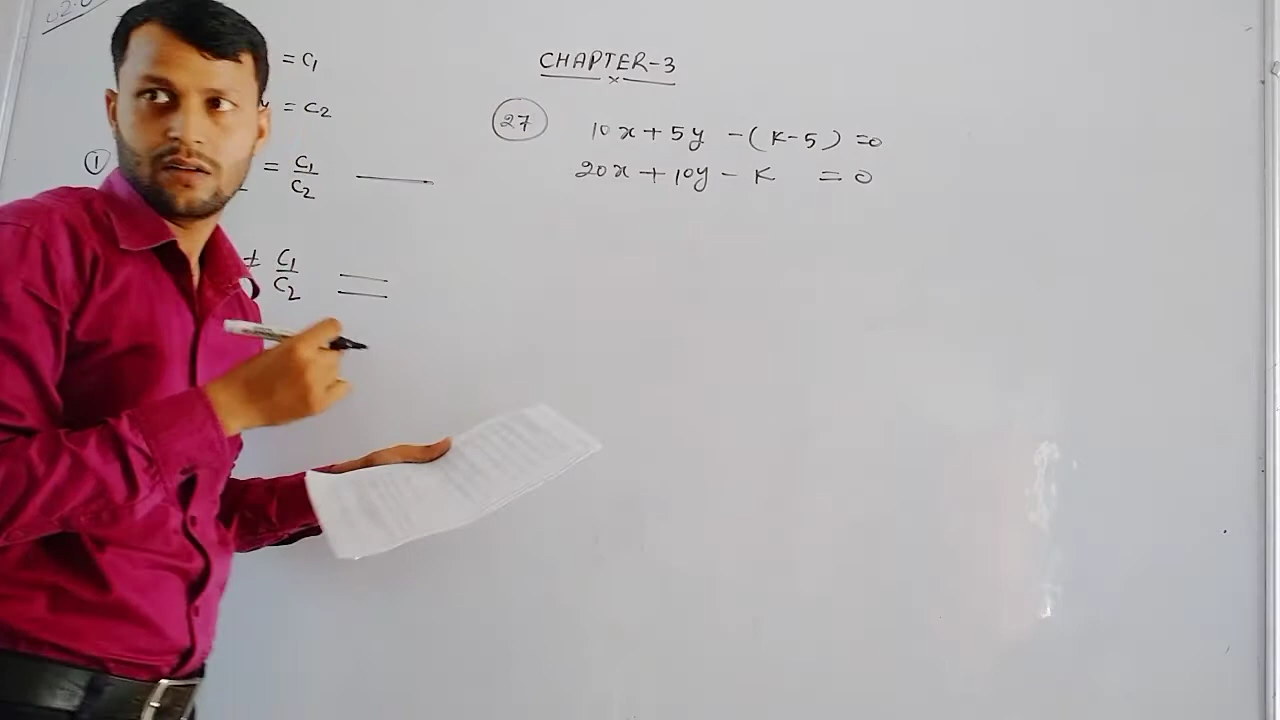 = C₁
= C₂
① = C₁/C₂
≠ C₁/C₂
CHAPTER-3
27 10x + 5y - (K-5) = 0
20x + 10y - K = 0